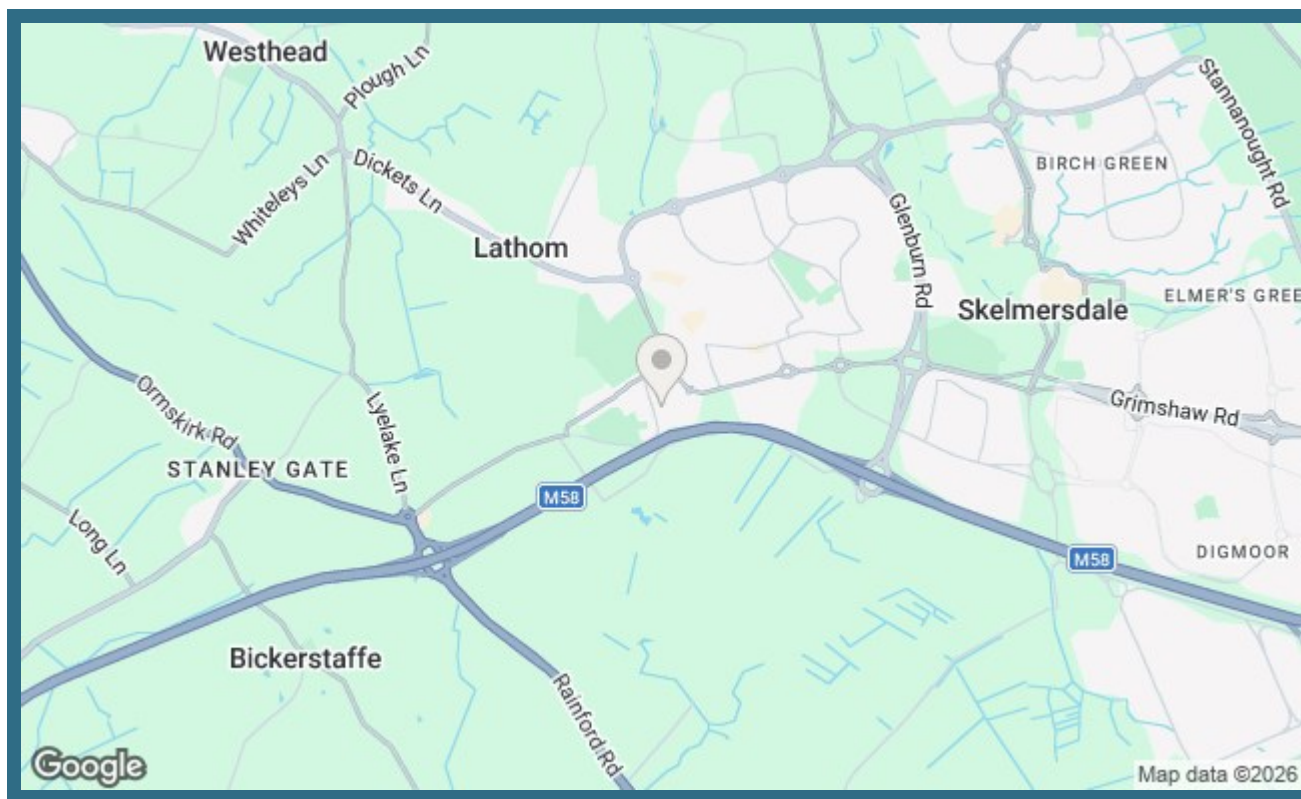 Westhead
Plough Ln
Stannanought Rd
BIRCH GREEN
Dickets Ln
Whiteleys Ln
Glenburn Rd
Lathom
ELMER'S GREE
Skelmersdale
Ormskirk Rd
Lyelake Ln
Grimshaw Rd
STANLEY GATE
M58
Long Ln
DIGMOOR
M58
Bickerstaffe
Rainford Rd
Google
Map data ©2026